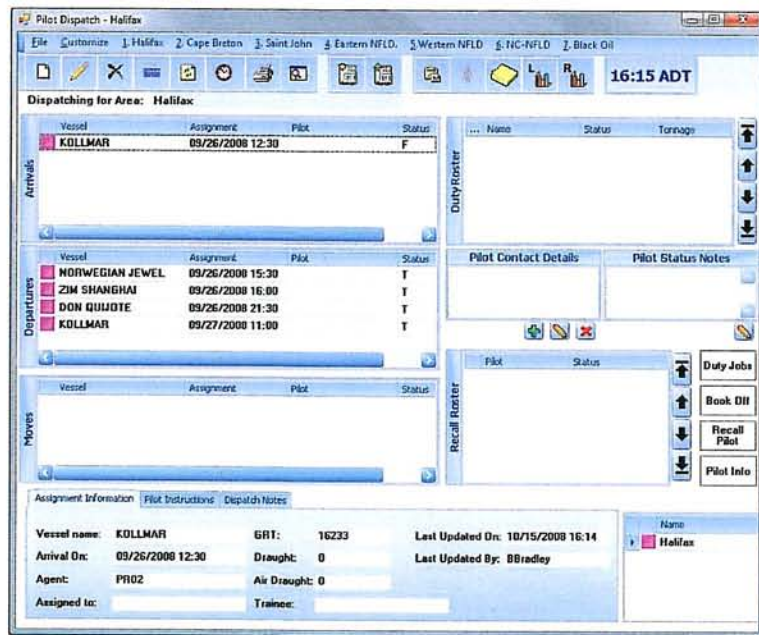 Pilot Dispatch - Halifax
File Customize 1. Halifax 2. Cape Breton 3. Saint John 4. Eastern NFLD. 5. Western NFLD 6. NC-NFLD 7. Black Oil
L R 16:15 ADT
Dispatching for Area: Halifax
Arrivals
Vessel Assignment Pilot Status
KOLLMAR 09/26/2008 12:30 F
Duty Roster
... Name Status Tonnage
Departures
Vessel Assignment Pilot Status
NORWEGIAN JEWEL 09/26/2008 15:30 T
ZIM SHANGHAI 09/26/2008 16:00 T
DON QUIJOTE 09/26/2008 21:30 T
KOLLMAR 09/27/2008 11:00 T
Pilot Contact Details Pilot Status Notes
Moves
Vessel Assignment Pilot Status
Recall Roster
Pilot Status
Duty Jobs
Book Off
Recall Pilot
Pilot Info
Assignment Information Pilot Instructions Dispatch Notes
Vessel name: KOLLMAR GRT: 16233 Last Updated On: 10/15/2008 16:14
Arrival On: 09/26/2008 12:30 Draught: 0 Last Updated By: BBradley
Agent: PR02 Air Draught: 0
Assigned to: Trainee:
Name
Halifax